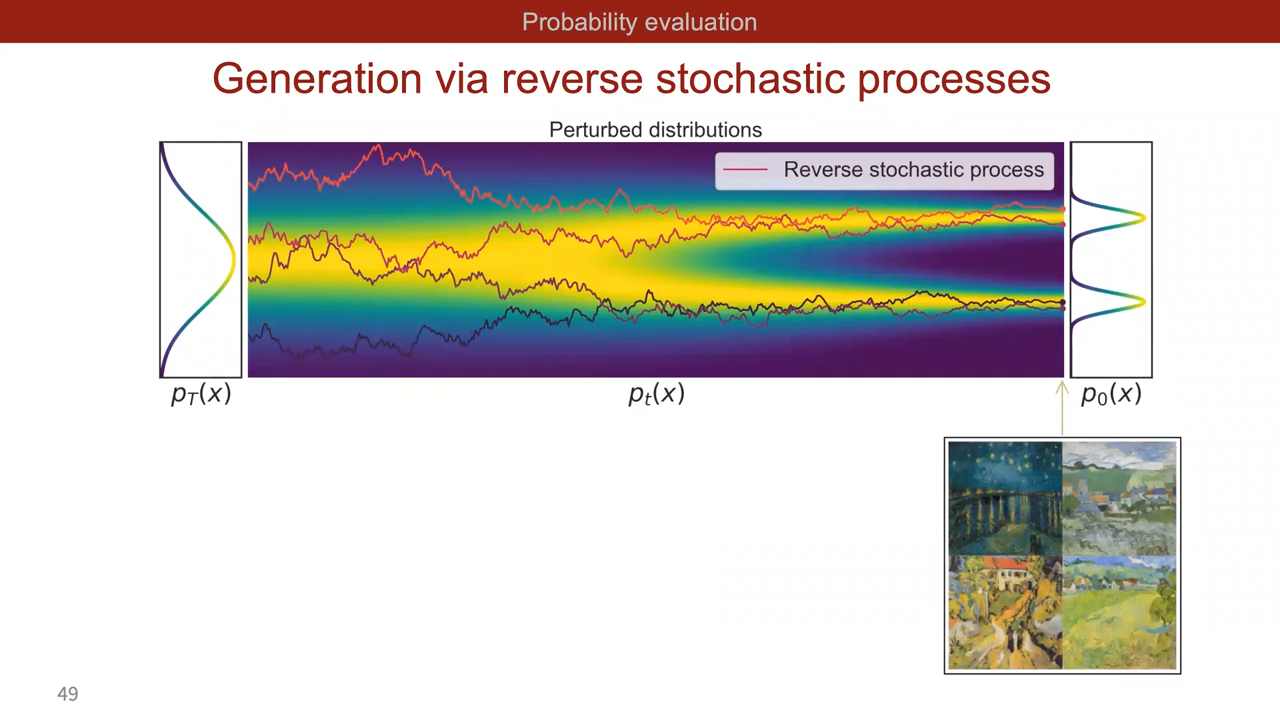 Probability evaluation
Generation via reverse stochastic processes
Perturbed distributions
Reverse stochastic process
p_T(x)
p_t(x)
p_0(x)
49